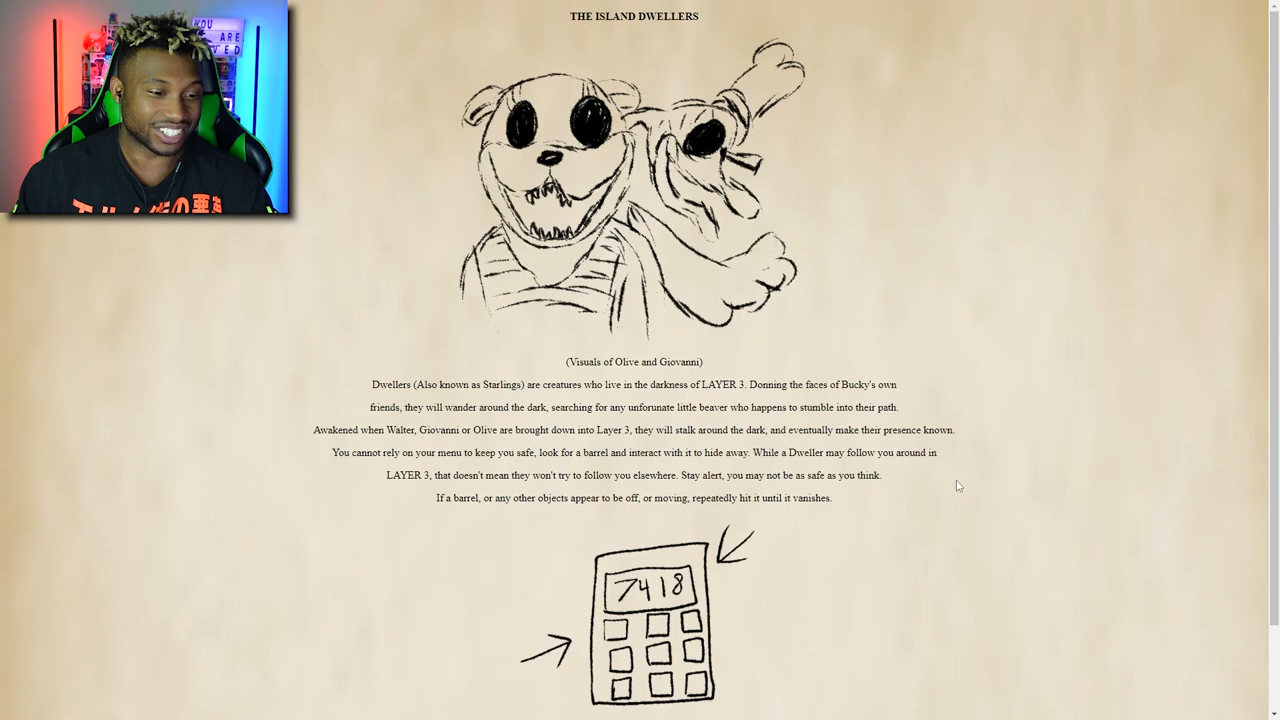 THE ISLAND DWELLERS
YOU
ARE
VED
(Visuals of Olive and Giovanni)
Dwellers (Also known as Starlings) are creatures who live in the darkness of LAYER 3. Donning the faces of Bucky's own
friends, they will wander around the dark, searching for any unforunate little beaver who happens to stumble into their path.
Awakened when Walter, Giovanni or Olive are brought down into Layer 3, they will stalk around the dark, and eventually make their presence known.
You cannot rely on your menu to keep you safe, look for a barrel and interact with it to hide away. While a Dweller may follow you around in
LAYER 3, that doesn't mean they won't try to follow you elsewhere. Stay alert, you may not be as safe as you think.
If a barrel, or any other objects appear to be off, or moving, repeatedly hit it until it vanishes.
7418